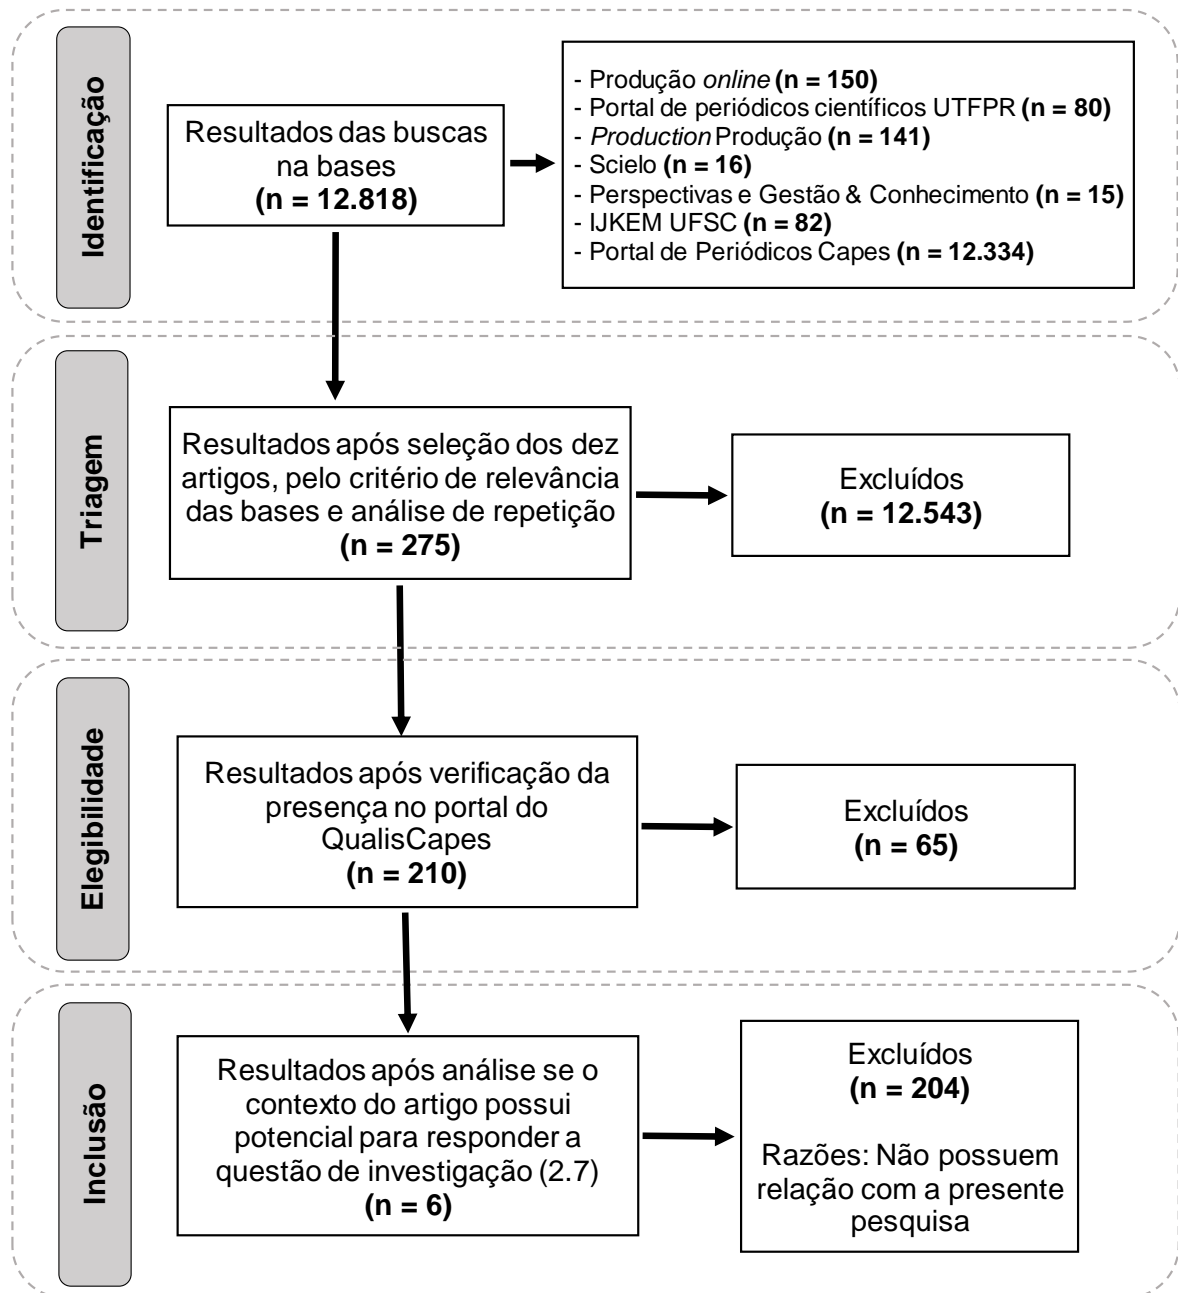 Identificação
Resultados das buscas
na bases
(n = 12.818)
- Produção online (n = 150)
- Portal de periódicos científicos UTFPR (n = 80)
- Production Produção (n = 141)
- Scielo (n = 16)
- Perspectivas e Gestão & Conhecimento (n = 15)
- IJKEM UFSC (n = 82)
- Portal de Periódicos Capes (n = 12.334)
Triagem
Resultados após seleção dos dez
artigos, pelo critério de relevância
das bases e análise de repetição
(n = 275)
Excluídos
(n = 12.543)
Elegibilidade
Resultados após verificação da
presença no portal do
QualisCapes
(n = 210)
Excluídos
(n = 65)
Inclusão
Resultados após análise se o
contexto do artigo possui
potencial para responder a
questão de investigação (2.7)
(n = 6)
Excluídos
(n = 204)
Razões: Não possuem
relação com a presente
pesquisa